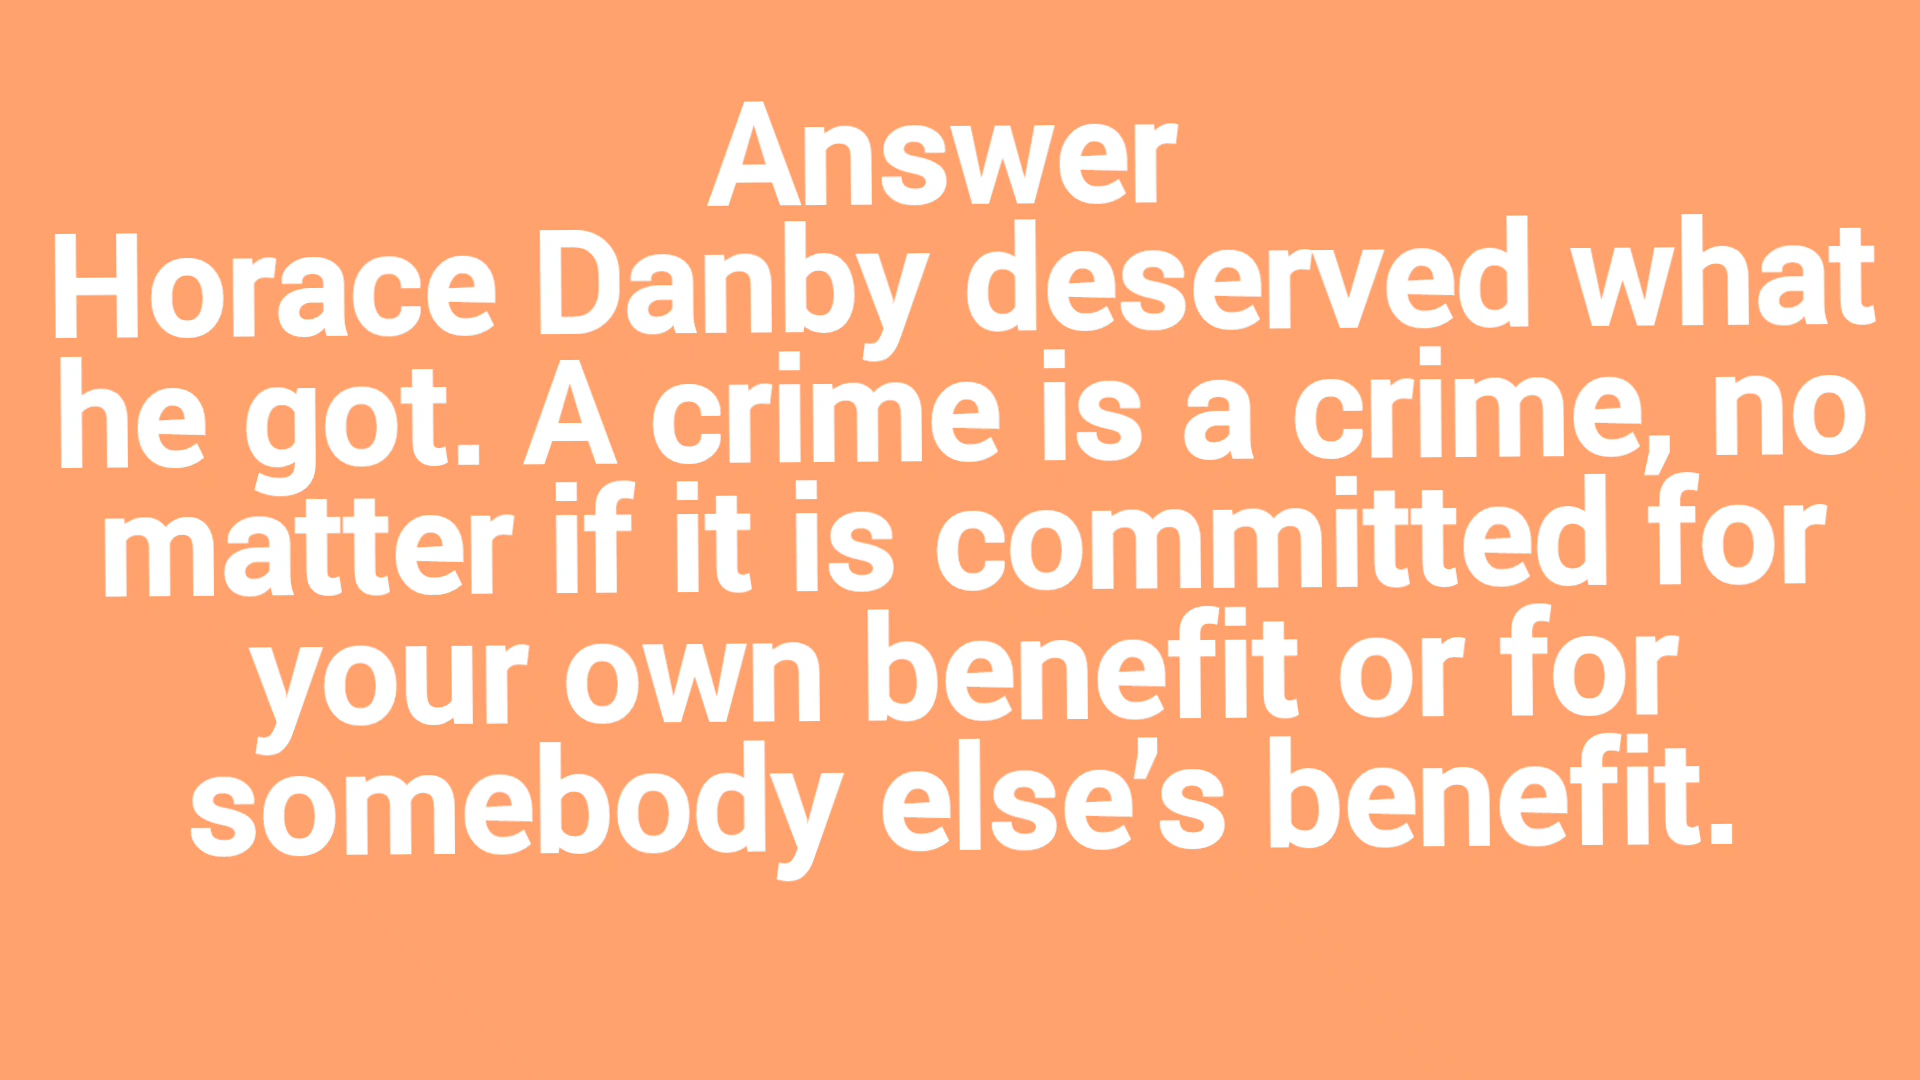 Answer
Horace Danby deserved what
he got. A crime is a crime, no
matter if it is committed for
your own benefit or for
somebody else’s benefit.